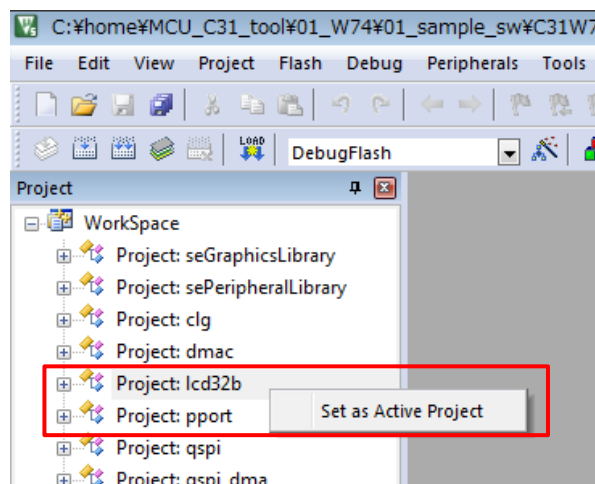 C:¥home¥MCU_C31_tool¥01_W74¥01_sample_sw¥C31W7
File Edit View Project Flash Debug Peripherals Tools
LOAD DebugFlash
Project
WorkSpace
Project: seGraphicsLibrary
Project: sePeripheralLibrary
Project: clg
Project: dmac
Project: lcd32b
Project: pport Set as Active Project
Project: qspi
Project: qspi_dma